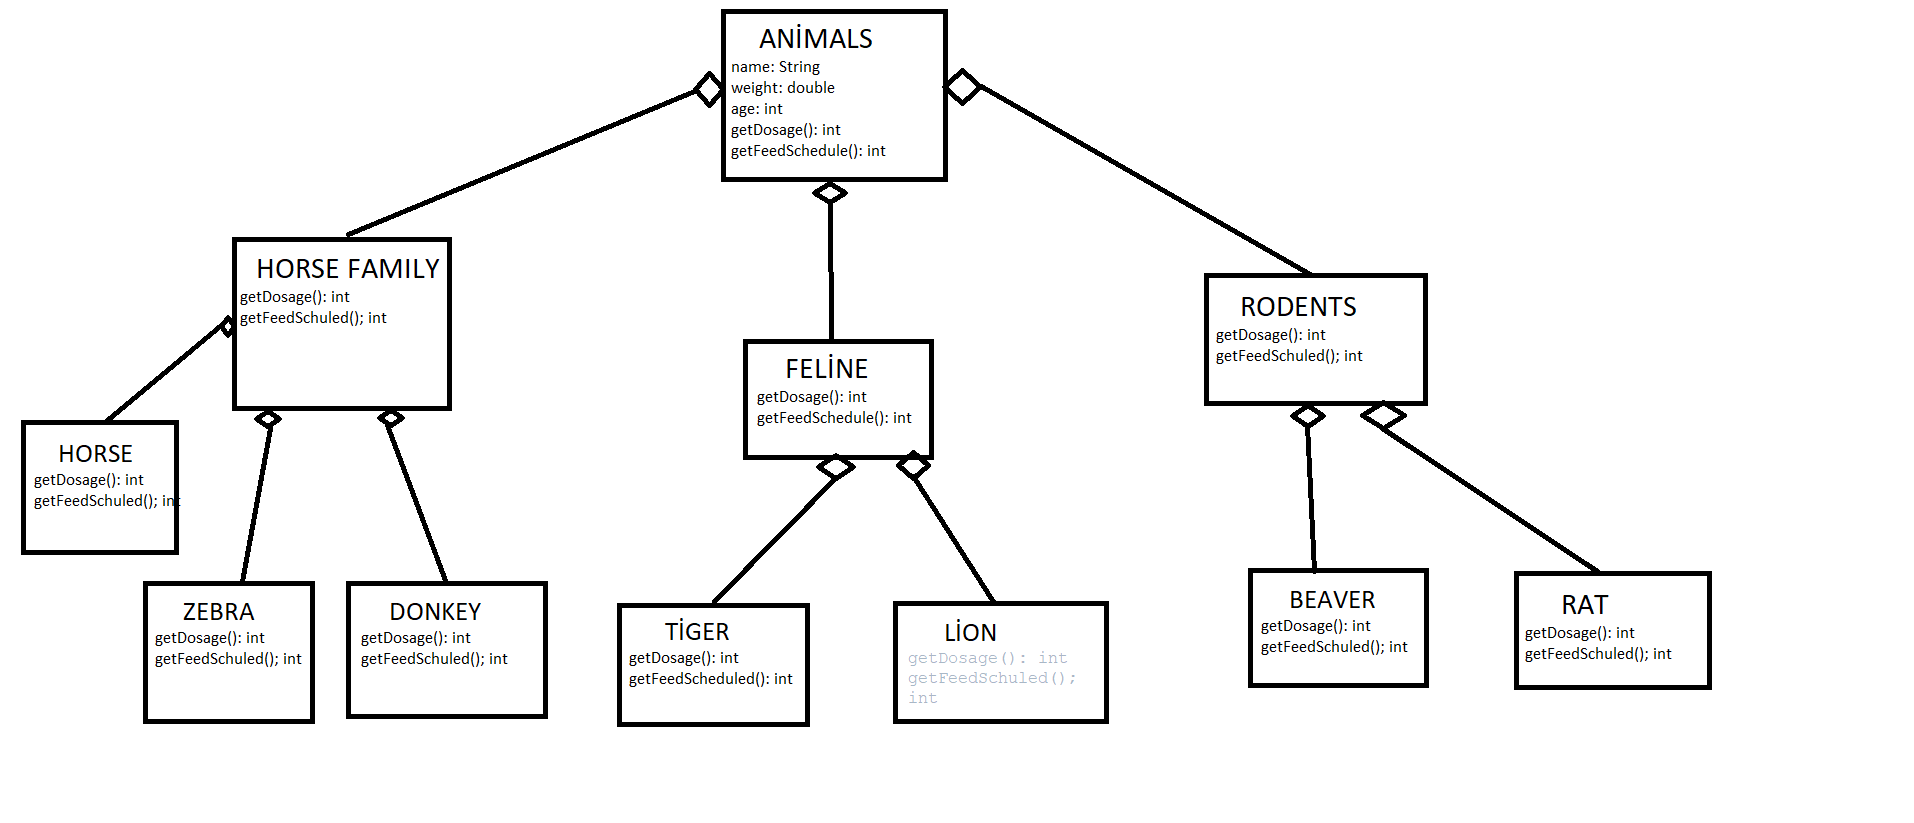 ANİMALS
name: String
weight: double
age: int
getDosage(): int
getFeedSchedule(): int
HORSE FAMILY
getDosage(): int
getFeedSchuled(); int
RODENTS
getDosage(): int
getFeedSchuled(); int
FELİNE
getDosage(): int
getFeedSchedule(): int
HORSE
getDosage(): int
getFeedSchuled(); int
ZEBRA
getDosage(): int
getFeedSchuled(); int
DONKEY
getDosage(): int
getFeedSchuled(); int
TİGER
getDosage(): int
getFeedScheduled(): int
LİON
getDosage(): int
getFeedSchuled();
int
BEAVER
getDosage(): int
getFeedSchuled(); int
RAT
getDosage(): int
getFeedSchuled(); int